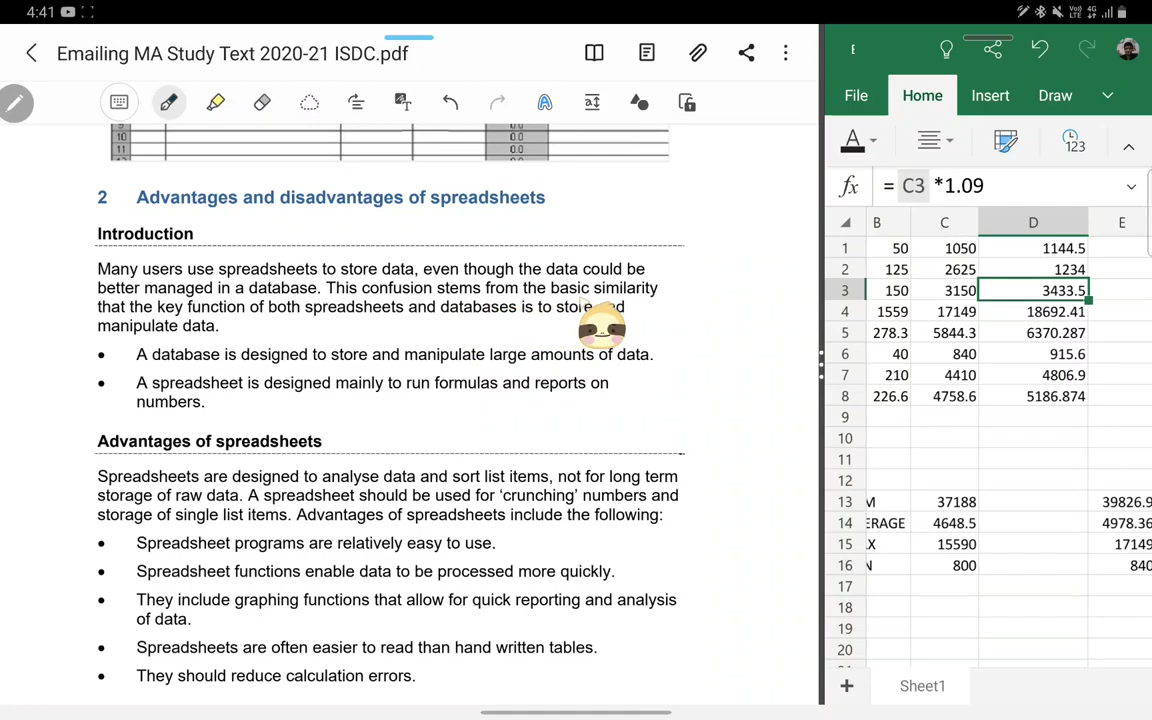 4:41
Emailing MA Study Text 2020-21 ISDC.pdf
10 0.0
11 0.0
2 Advantages and disadvantages of spreadsheets
Introduction
Many users use spreadsheets to store data, even though the data could be
better managed in a database. This confusion stems from the basic similarity
that the key function of both spreadsheets and databases is to store and
manipulate data.
• A database is designed to store and manipulate large amounts of data.
• A spreadsheet is designed mainly to run formulas and reports on
numbers.
Advantages of spreadsheets
Spreadsheets are designed to analyse data and sort list items, not for long term
storage of raw data. A spreadsheet should be used for ‘crunching’ numbers and
storage of single list items. Advantages of spreadsheets include the following:
• Spreadsheet programs are relatively easy to use.
• Spreadsheet functions enable data to be processed more quickly.
• They include graphing functions that allow for quick reporting and analysis
of data.
• Spreadsheets are often easier to read than hand written tables.
• They should reduce calculation errors.
VoLTE 4G
E
File Home Insert Draw
A 123
fx = C3 *1.09
B C D E
1 50 1050 1144.5
2 125 2625 1234
3 150 3150 3433.5
4 1559 17149 18692.41
5 278.3 5844.3 6370.287
6 40 840 915.6
7 210 4410 4806.9
8 226.6 4758.6 5186.874
9
10
11
12
13 M 37188 39826.9
14 ERAGE 4648.5 4978.36
15 AX 15590 17149
16 N 800 840
17
18
19
20
+ Sheet1